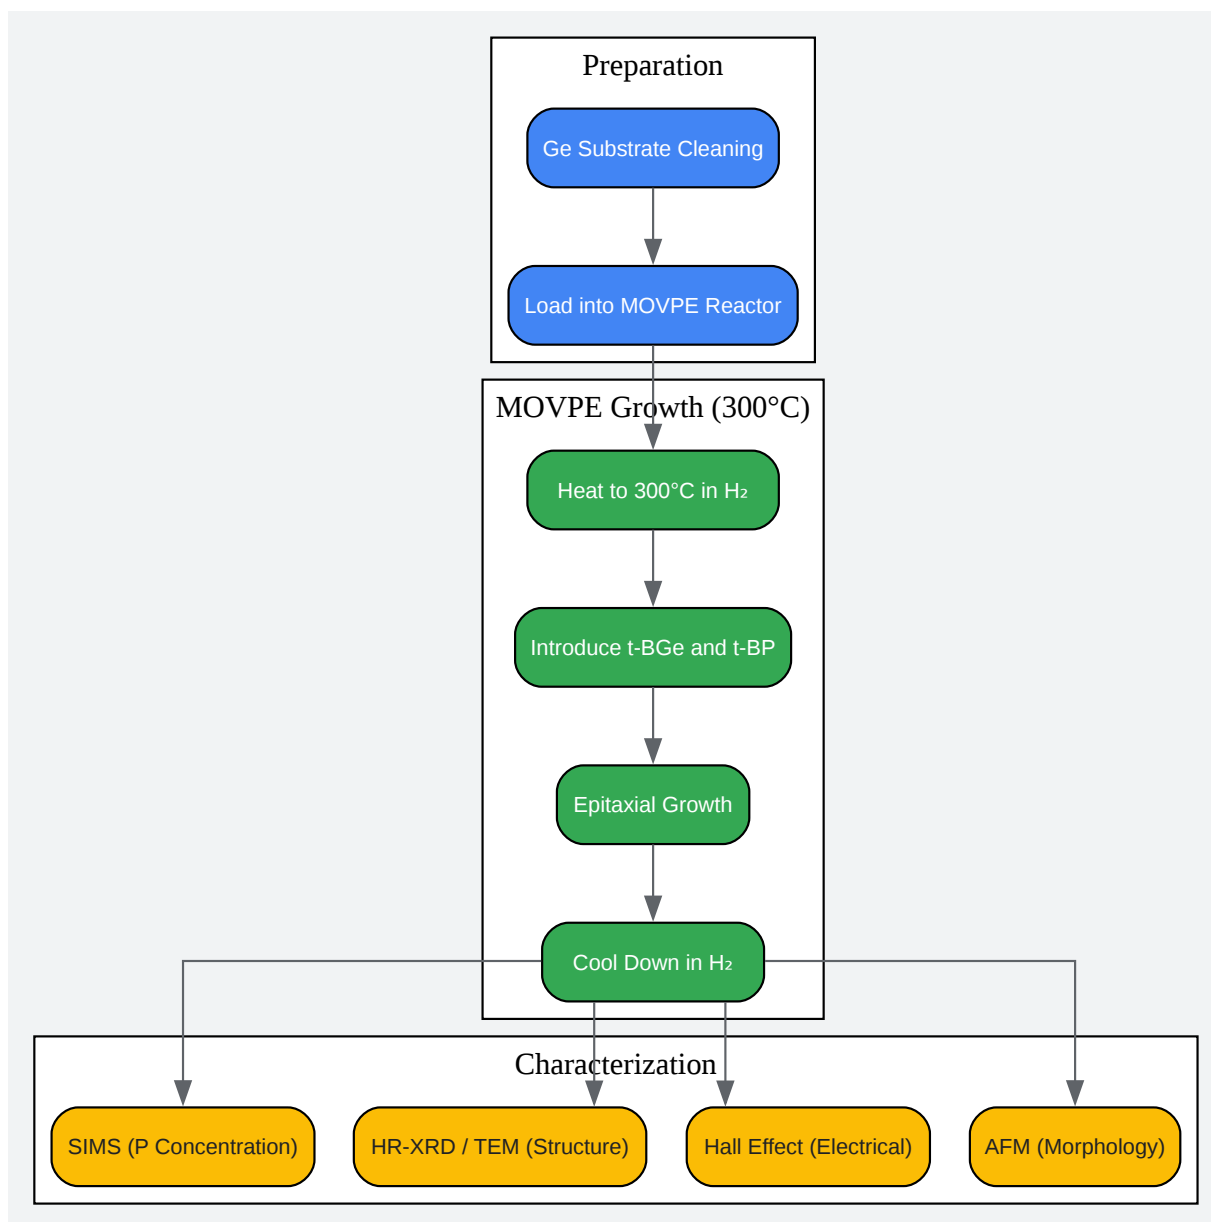 Preparation
Ge Substrate Cleaning
Load into MOVPE Reactor
MOVPE Growth (300°C)
Heat to 300°C in H₂
Introduce t-BGe and t-BP
Epitaxial Growth
Cool Down in H₂
Characterization
SIMS (P Concentration)
HR-XRD / TEM (Structure)
Hall Effect (Electrical)
AFM (Morphology)